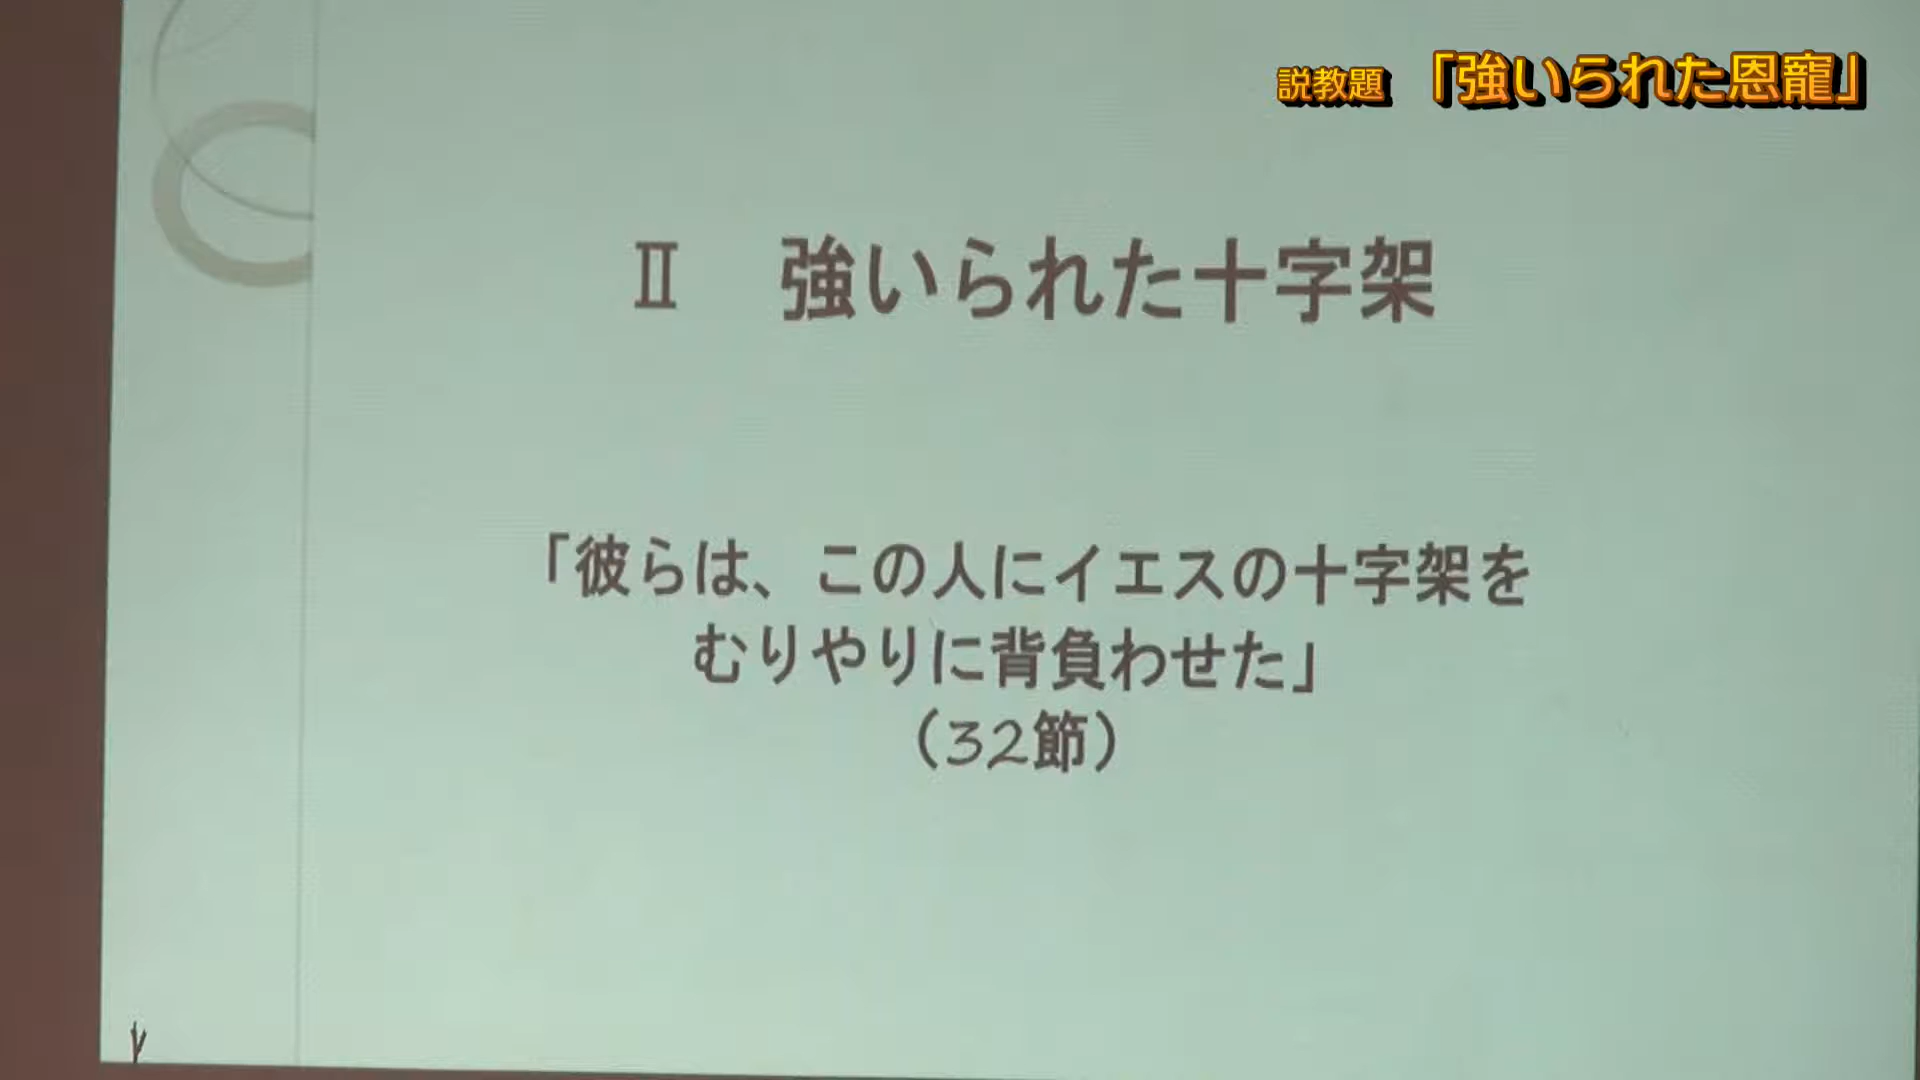 説教題 「強いられた恩寵」
Ⅱ 強いられた十字架
「彼らは、この人にイエスの十字架を
むりやりに背負わせた」
（32節）